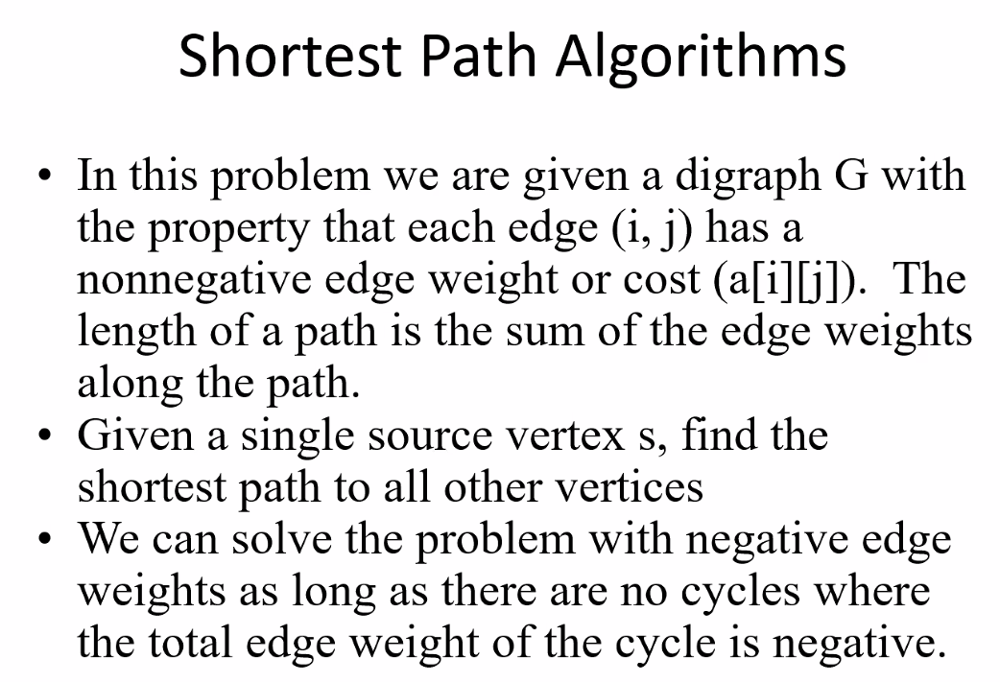 Shortest Path Algorithms
• In this problem we are given a digraph G with
the property that each edge (i, j) has a
nonnegative edge weight or cost (a[i][j]).  The
length of a path is the sum of the edge weights
along the path.
• Given a single source vertex s, find the
shortest path to all other vertices
• We can solve the problem with negative edge
weights as long as there are no cycles where
the total edge weight of the cycle is negative.